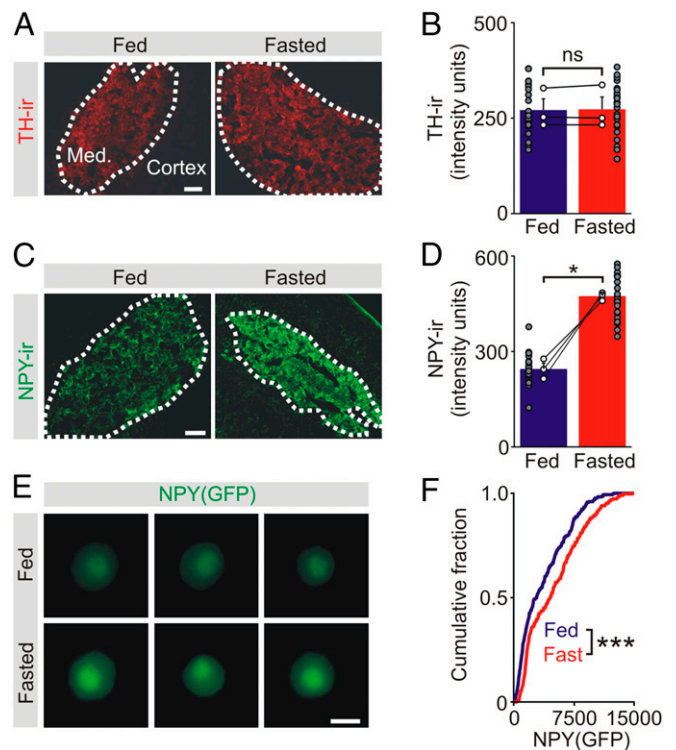 A
Fed
Fasted
TH-ir
Med.
Cortex
B
500
250
0
TH-ir
(intensity units)
ns
Fed
Fasted
C
Fed
Fasted
NPY-ir
D
600
300
0
NPY-ir
(intensity units)
*
Fed
Fasted
E
NPY(GFP)
Fed
Fasted
F
1.0
0.5
0
Cumulative fraction
Fed
Fast
***
0
7500
15000
NPY(GFP)